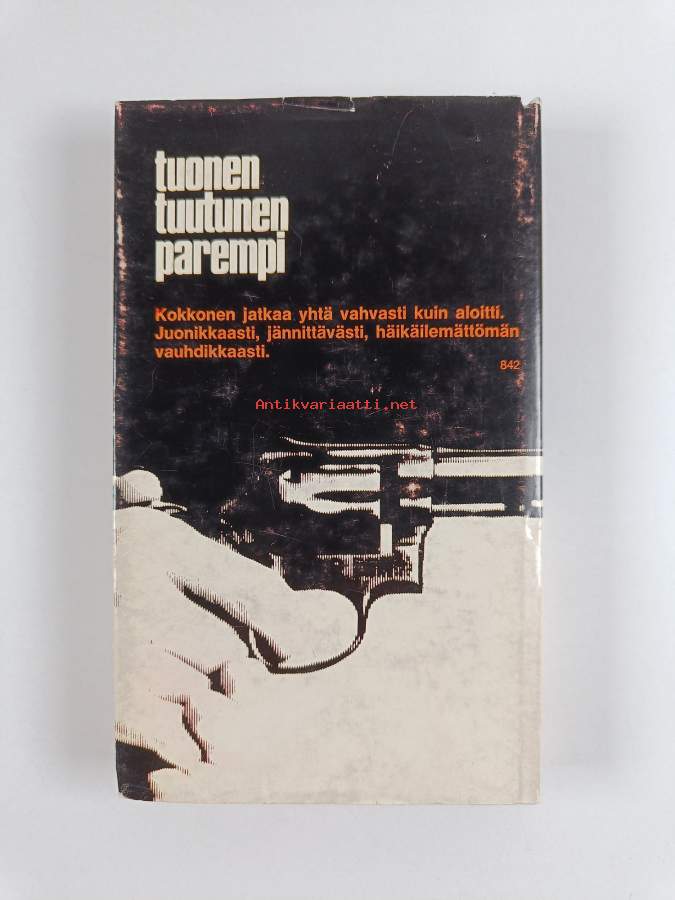 tuonen
tuutunen
parempi
Kokkonen jatkaa yhtä vahvasti kuin aloitti.
Juonikkaasti, jännittävästi, häikäilemättömän
vauhdikkaasti.
842
Antikvariaatti.net